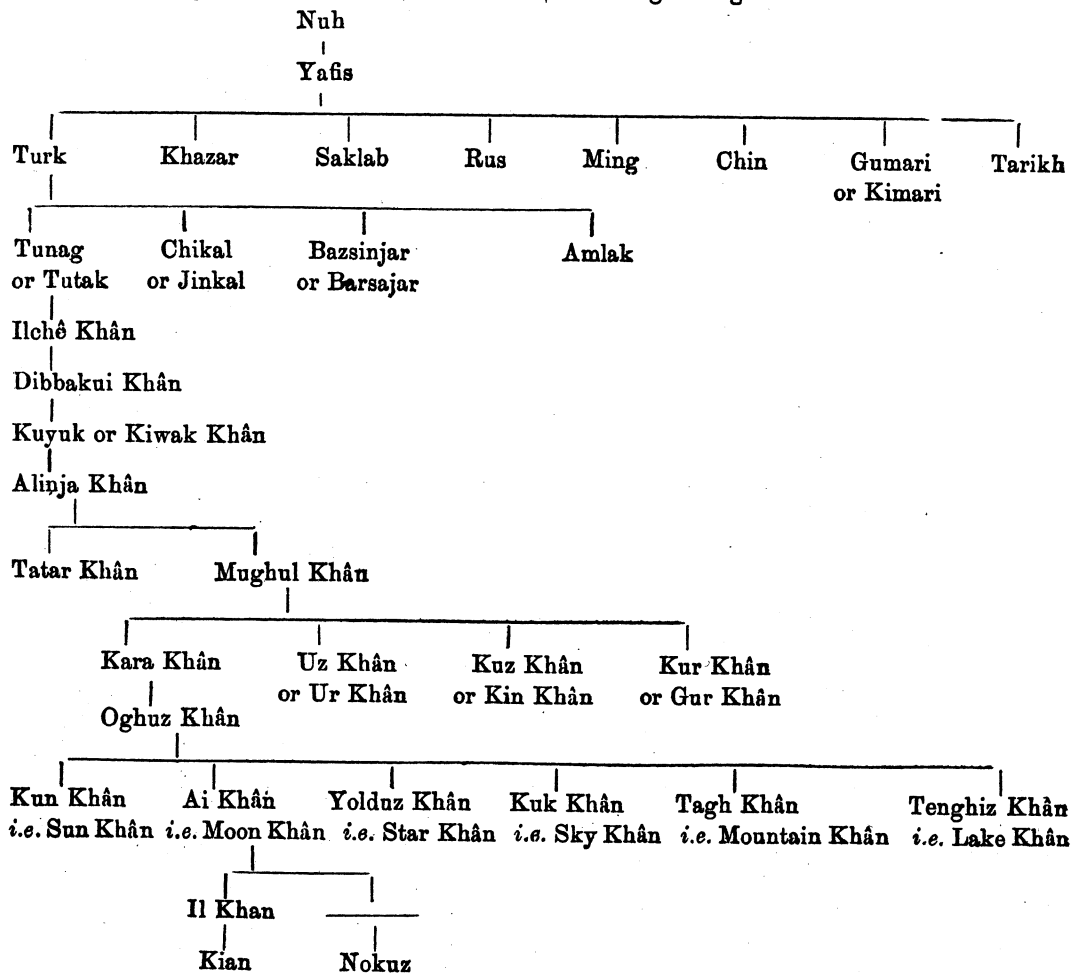 Nuh
Yafis
Turk Khazar Saklab Rus Ming Chin Gumari Tarikh
or Kimari
Tunag Chikal Bazsinjar Amlak
or Tutak or Jinkal or Barsajar
Ilchê Khân
Dibbakui Khân
Kuyuk or Kiwak Khân
Alinja Khân
Tatar Khân Mughul Khân
Kara Khân Uz Khân Kuz Khân Kur Khân
or Ur Khân or Kin Khân or Gur Khân
Oghuz Khân
Kun Khân Ai Khân Yolduz Khân Kuk Khân Tagh Khân Tenghiz Khân
i.e. Sun Khân i.e. Moon Khân i.e. Star Khân i.e. Sky Khân i.e. Mountain Khân i.e. Lake Khân
Il Khan
Kian Nokuz